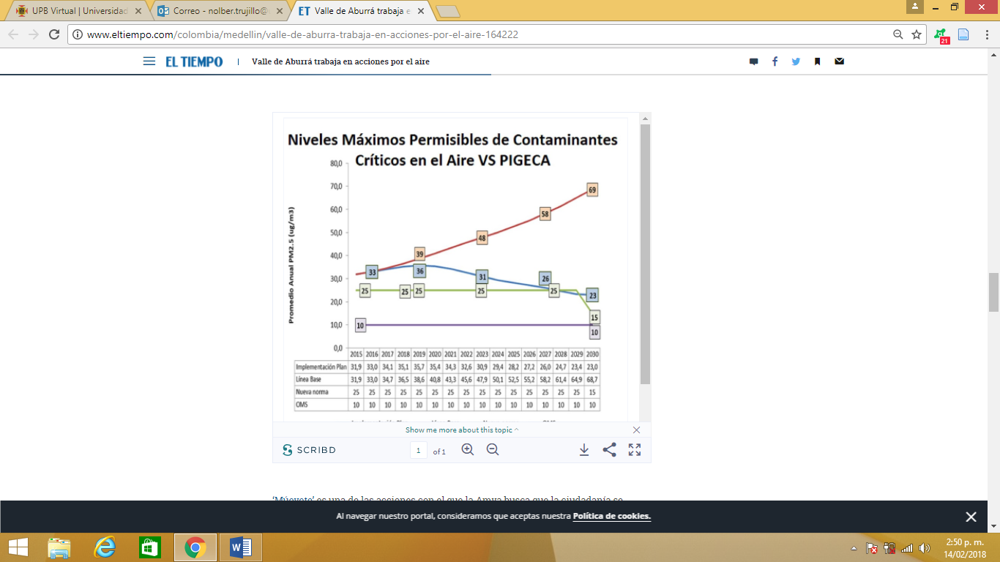 UPB Virtual | Universidad
Correo - nolber.trujillo@
ET Valle de Aburrá trabaja e
www.eltiempo.com/colombia/medellin/valle-de-aburra-trabaja-en-acciones-por-el-aire-164222
21
EL TIEMPO | Valle de Aburrá trabaja en acciones por el aire
Niveles Máximos Permisibles de Contaminantes
Críticos en el Aire VS PIGECA
Promedio Anual PM2.5 (ug/m3)
80,0
70,0
60,0
50,0
40,0
30,0
20,0
10,0
0,0
39 48 58 69
33 36 31 26 23
25 25 25 25 25 15
10 10
2015 2016 2017 2018 2019 2020 2021 2022 2023 2024 2025 2026 2027 2028 2029 2030
Implementación Plan 31,9 33,0 34,1 35,1 35,7 35,4 34,3 32,6 30,9 29,4 28,2 27,2 26,0 24,7 23,4 23,0
Línea Base 31,9 33,0 34,7 36,5 38,6 40,8 43,3 45,6 47,9 50,1 52,5 55,2 58,2 61,4 64,9 68,7
Nueva norma 25 25 25 25 25 25 25 25 25 25 25 25 25 25 25 15
OMS 10 10 10 10 10 10 10 10 10 10 10 10 10 10 10 10
Show me more about this topic
SCRIBD 1 of 1
'Múevete' es una de las acciones con el que la Amva busca que la ciudadanía se
Al navegar nuestro portal, consideramos que aceptas nuestra Política de cookies.
2:50 p. m.
14/02/2018